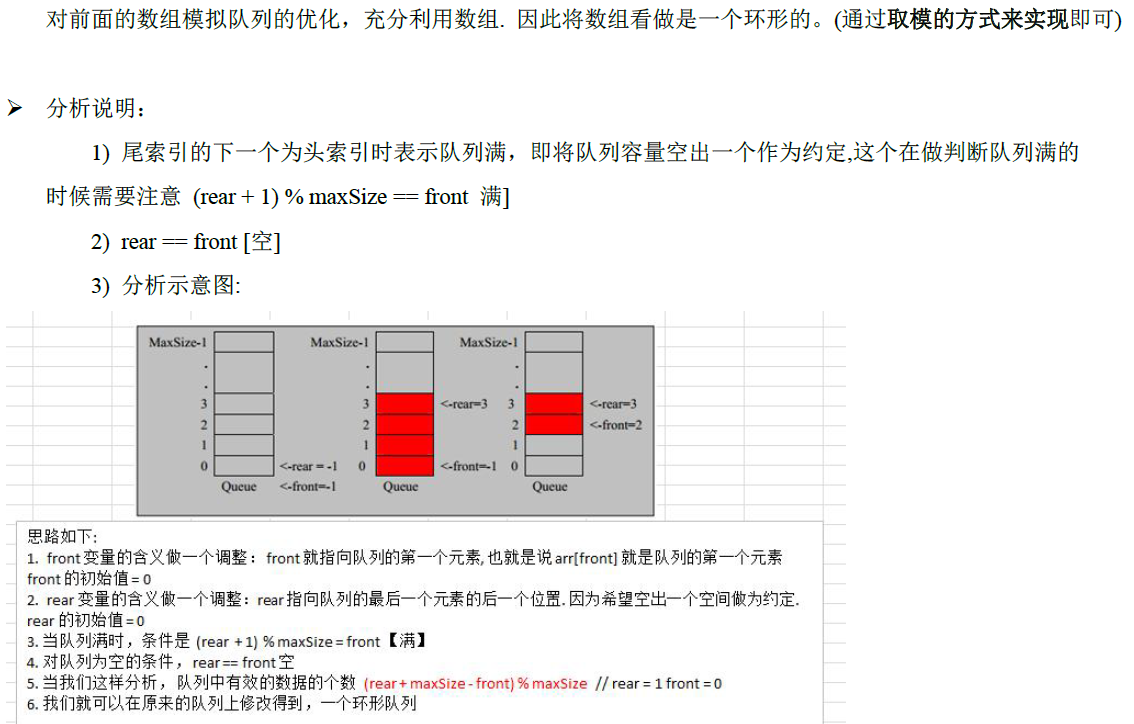 对前面的数组模拟队列的优化，充分利用数组. 因此将数组看做是一个环形的。(通过取模的方式来实现即可)
➢ 分析说明：
1) 尾索引的下一个为头索引时表示队列满，即将队列容量空出一个作为约定,这个在做判断队列满的
时候需要注意 (rear + 1) % maxSize == front 满]
2) rear == front [空]
3) 分析示意图:
MaxSize-1 MaxSize-1 MaxSize-1
. . .
. . .
3 3 <-rear=3 3 <-rear=3
2 2 2 <-front=2
1 1 1
0 <-rear = -1 0 <-front=-1 0
Queue <-front=-1 Queue Queue
思路如下:
1. front 变量的含义做一个调整： front 就指向队列的第一个元素, 也就是说 arr[front] 就是队列的第一个元素
front 的初始值 = 0
2. rear 变量的含义做一个调整：rear 指向队列的最后一个元素的后一个位置. 因为希望空出一个空间做为约定.
rear 的初始值 = 0
3. 当队列满时，条件是 (rear +1) % maxSize = front 【满】
4. 对队列为空的条件， rear == front 空
5. 当我们这样分析， 队列中有效的数据的个数 (rear + maxSize - front) % maxSize // rear = 1 front = 0
6. 我们就可以在原来的队列上修改得到，一个环形队列